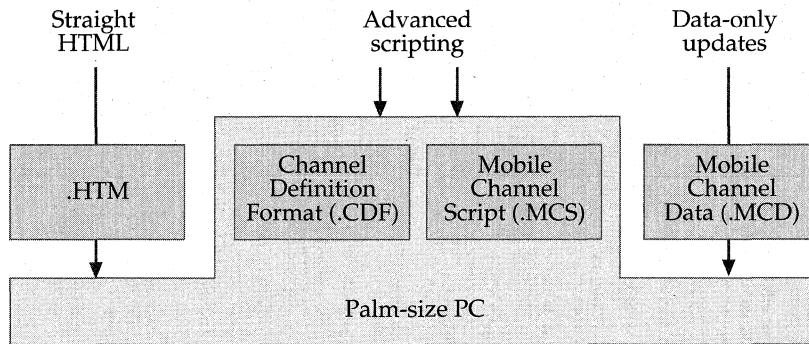 Straight
HTML
Advanced
scripting
Data-only
updates
.HTM
Channel
Definition
Format (.CDF)
Mobile
Channel
Script (.MCS)
Mobile
Channel
Data (.MCD)
Palm-size PC